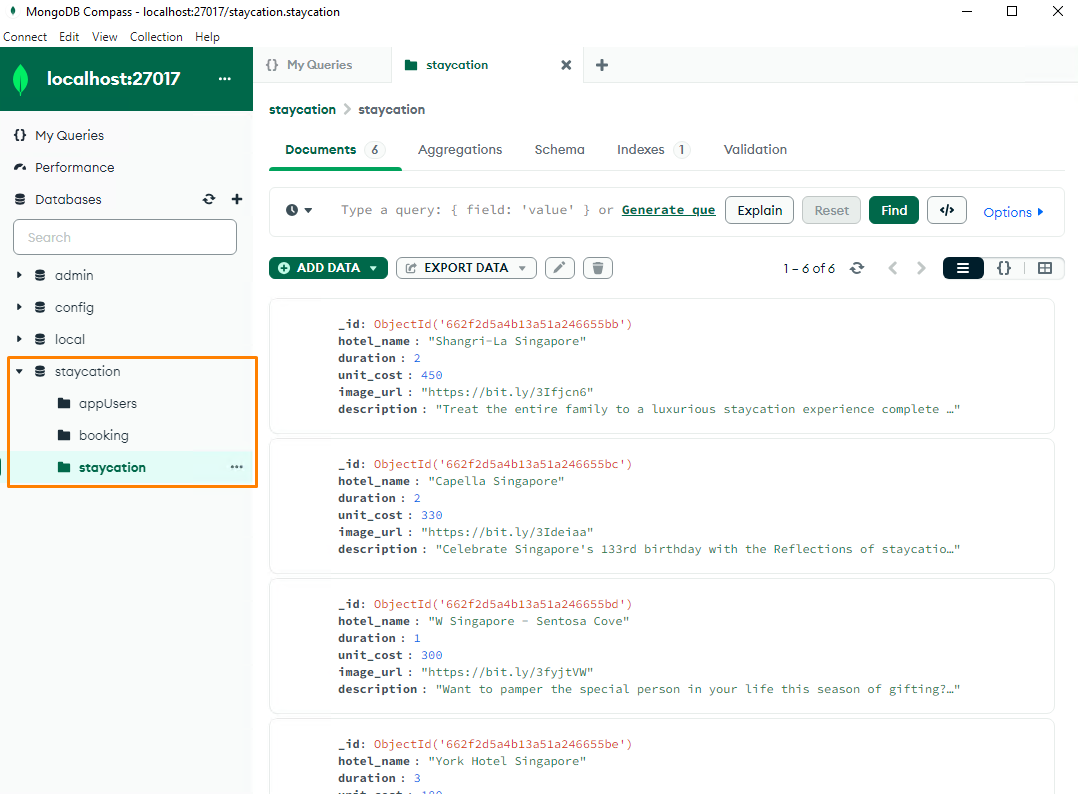 MongoDB Compass - localhost:27017/staycation.staycation
Connect Edit View Collection Help
localhost:27017 ...
{} My Queries
staycation
{} My Queries
Performance
Databases
Search
admin
config
local
staycation
appUsers
booking
staycation ...
staycation > staycation
Documents 6 Aggregations Schema Indexes 1 Validation
Type a query: { field: 'value' } or Generate que Explain Reset Find </> Options
ADD DATA EXPORT DATA 1 – 6 of 6 {}
_id: ObjectId('662f2d5a4b13a51a246655bb')
hotel_name : "Shangri-La Singapore"
duration : 2
unit_cost : 450
image_url : "https://bit.ly/3Ifjcn6"
description : "Treat the entire family to a luxurious staycation experience complete …"
_id: ObjectId('662f2d5a4b13a51a246655bc')
hotel_name : "Capella Singapore"
duration : 2
unit_cost : 330
image_url : "https://bit.ly/3Ideiaa"
description : "Celebrate Singapore's 133rd birthday with the Reflections of staycatio…"
_id: ObjectId('662f2d5a4b13a51a246655bd')
hotel_name : "W Singapore - Sentosa Cove"
duration : 1
unit_cost : 300
image_url : "https://bit.ly/3fyjtVW"
description : "Want to pamper the special person in your life this season of gifting?…"
_id: ObjectId('662f2d5a4b13a51a246655be')
hotel_name : "York Hotel Singapore"
duration : 3